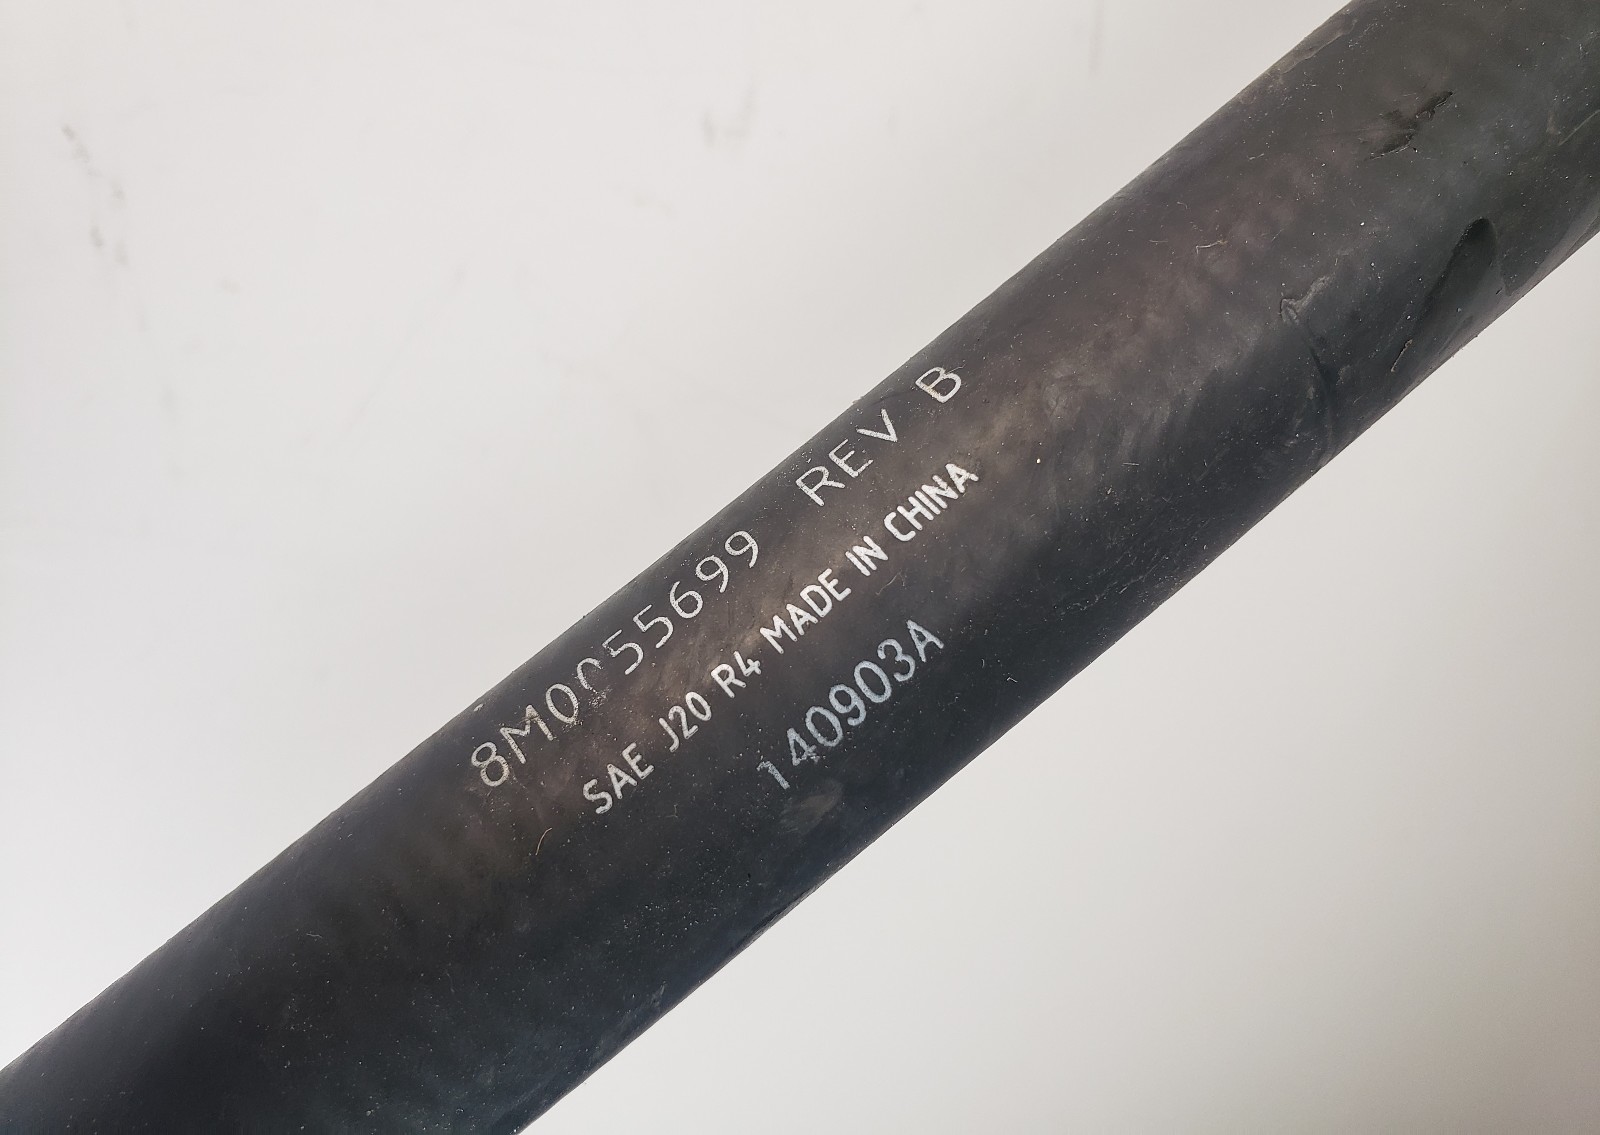 8M0055699 REV B
SAE J20 R4 MADE IN CHINA
140903A